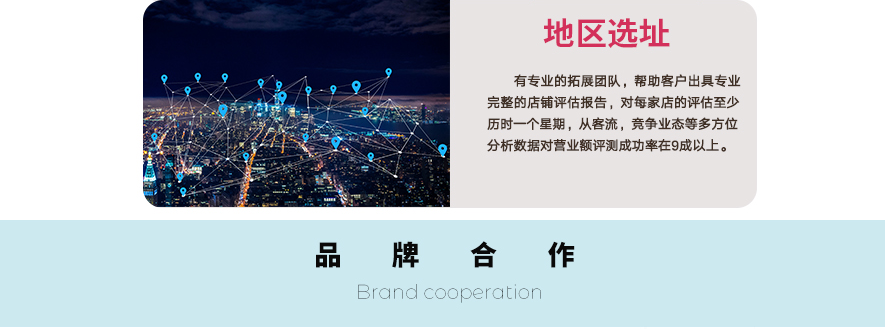 地区选址
有专业的拓展团队，帮助客户出具专业
完整的店铺评估报告，对每家店的评估至少
历时一个星期，从客流，竞争业态等多方位
分析数据对营业额评测成功率在9成以上。
品牌合作
Brand cooperation